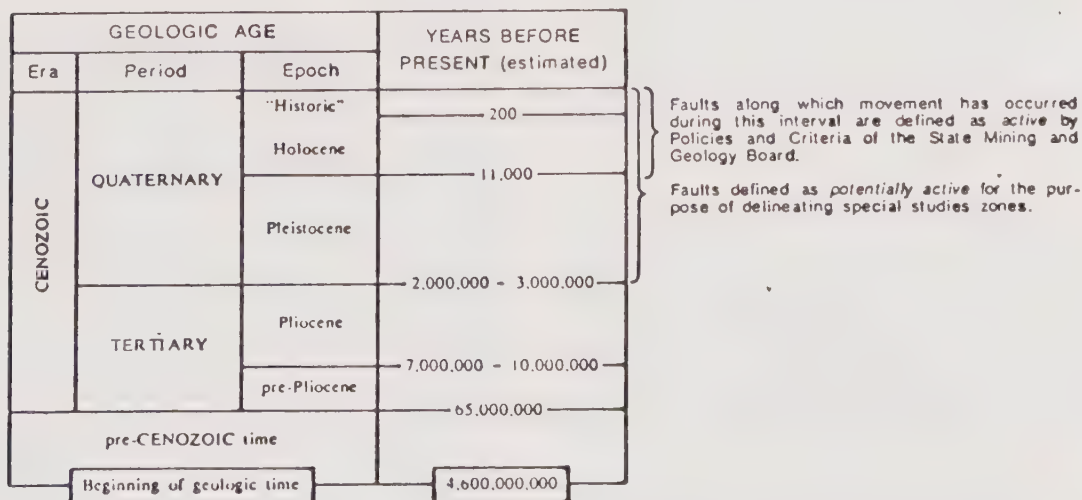 GEOLOGIC AGE
YEARS BEFORE
PRESENT (estimated)
Era
Period
Epoch
CENOZOIC
QUATERNARY
"Historic"
200
Holocene
11,000
Pleistocene
2,000,000 - 3,000,000
TERTIARY
Pliocene
7,000,000 - 10,000,000
pre-Pliocene
65,000,000
pre-CENOZOIC time
Beginning of geologic time
4,600,000,000
Faults along which movement has occurred
during this interval are defined as active by
Policies and Criteria of the State Mining and
Geology Board.
Faults defined as potentially active for the pur-
pose of delineating special studies zones.